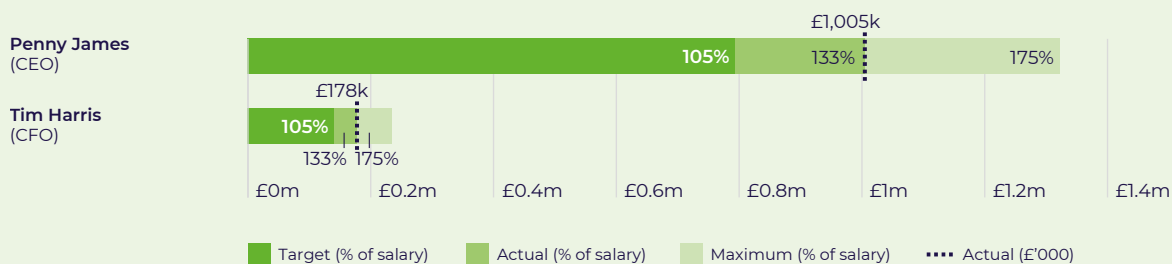 £1,005k
Penny James
(CEO)
105%
133%
175%
£178k
Tim Harris
(CFO)
105%
133%
175%
£0m
£0.2m
£0.4m
£0.6m
£0.8m
£1m
£1.2m
£1.4m
Target (% of salary)
Actual (% of salary)
Maximum (% of salary)
Actual (£'000)